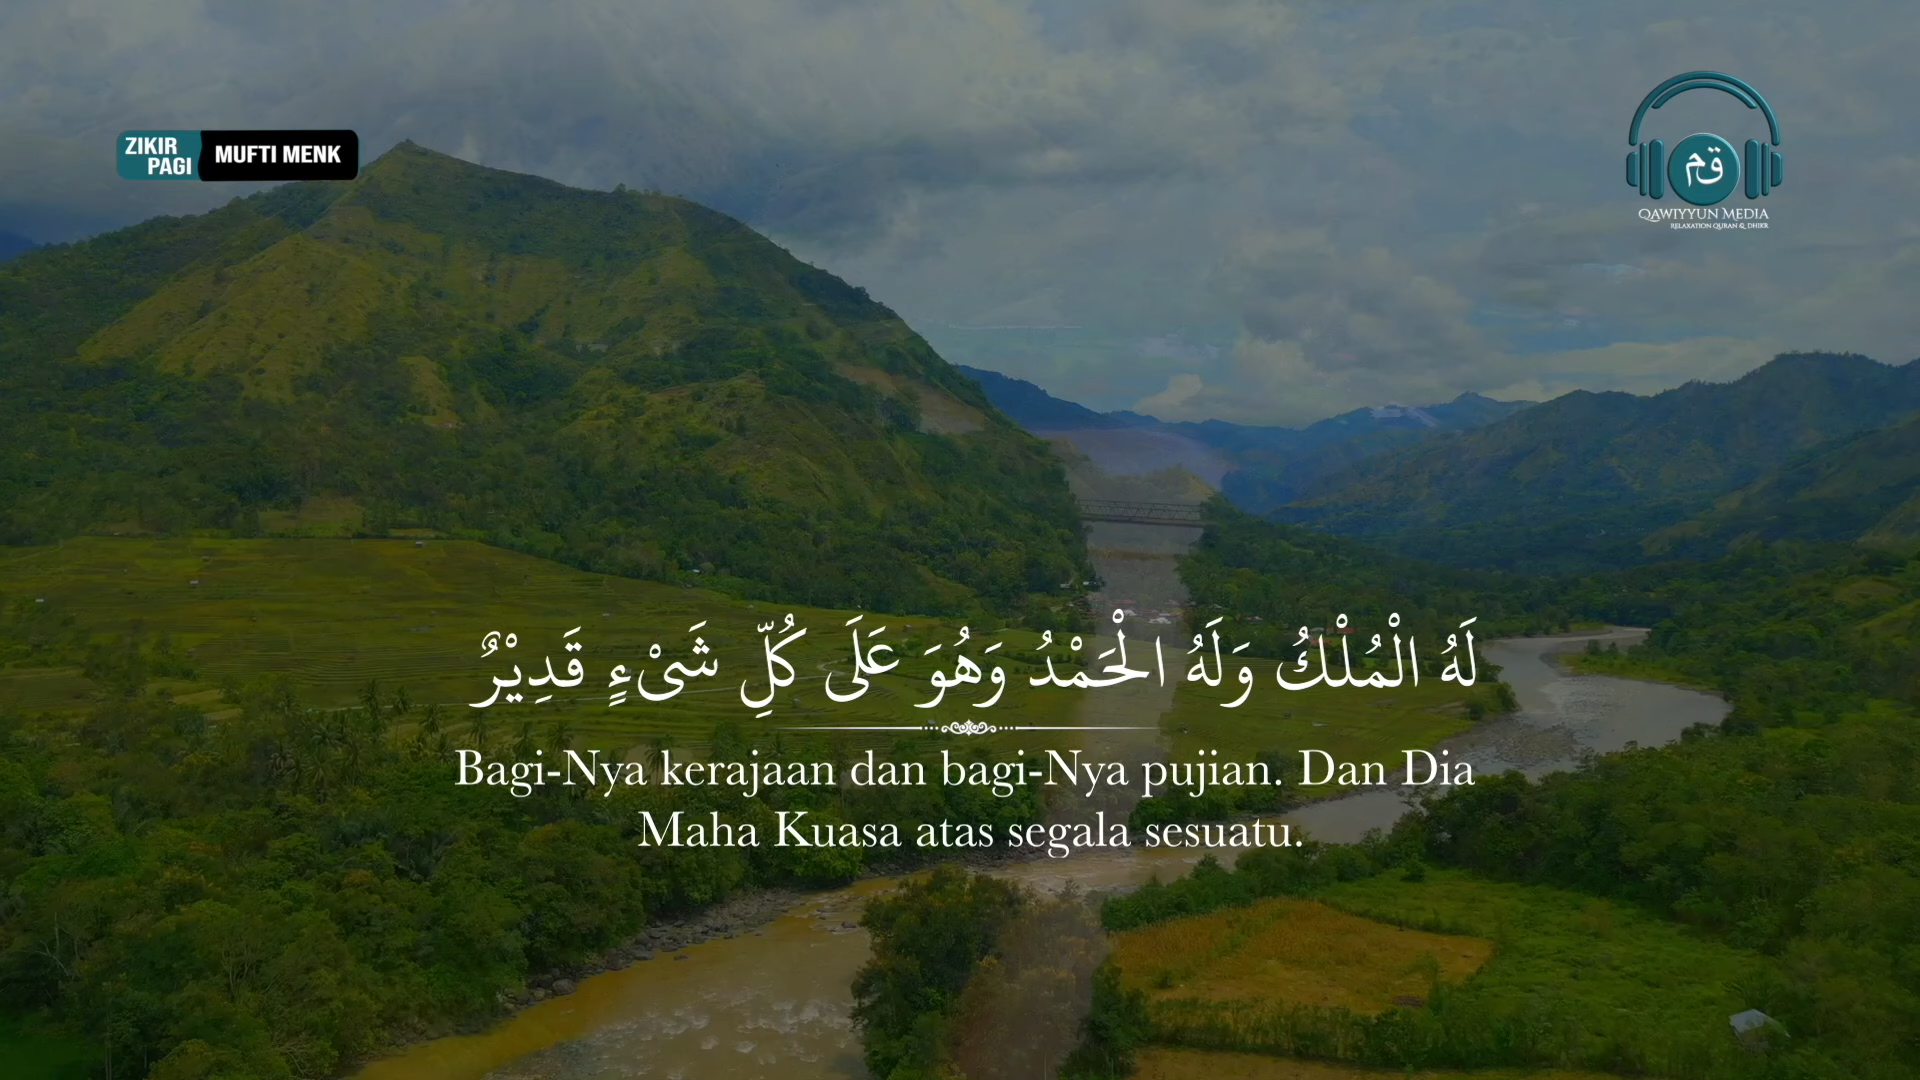 ZIKIR
PAGI
MUFTI MENK
قم
QAWIYYUN MEDIA
RELAXATION QURAN & DHIKR
لَهُ الْمُلْكُ وَلَهُ الْحَمْدُ وَهُوَ عَلَى كُلِّ شَىْءٍ قَدِيْرٌ
Bagi-Nya kerajaan dan bagi-Nya pujian. Dan Dia
Maha Kuasa atas segala sesuatu.